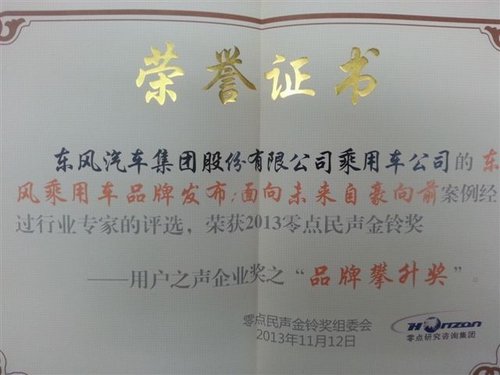 荣誉证书
东风汽车集团股份有限公司乘用车公司的 东
风乘用车品牌发布:面向未来自豪向前案例经
过行业专家的评选，荣获2013零点民声金铃奖
——用户之声企业奖之“品牌攀升奖”。
零点民声金铃奖组委会
2013年11月12日
Horizon
零点研究咨询集团